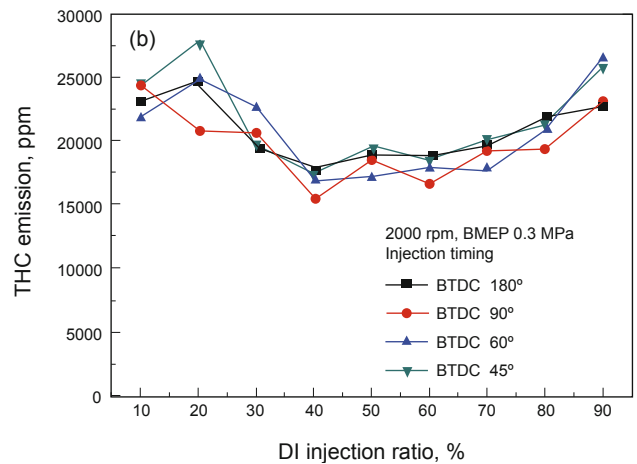 (b)
THC emission, ppm
30000
25000
20000
15000
10000
5000
0
2000 rpm, BMEP 0.3 MPa
Injection timing
BTDC 180º
BTDC 90º
BTDC 60º
BTDC 45º
10 20 30 40 50 60 70 80 90
DI injection ratio, %